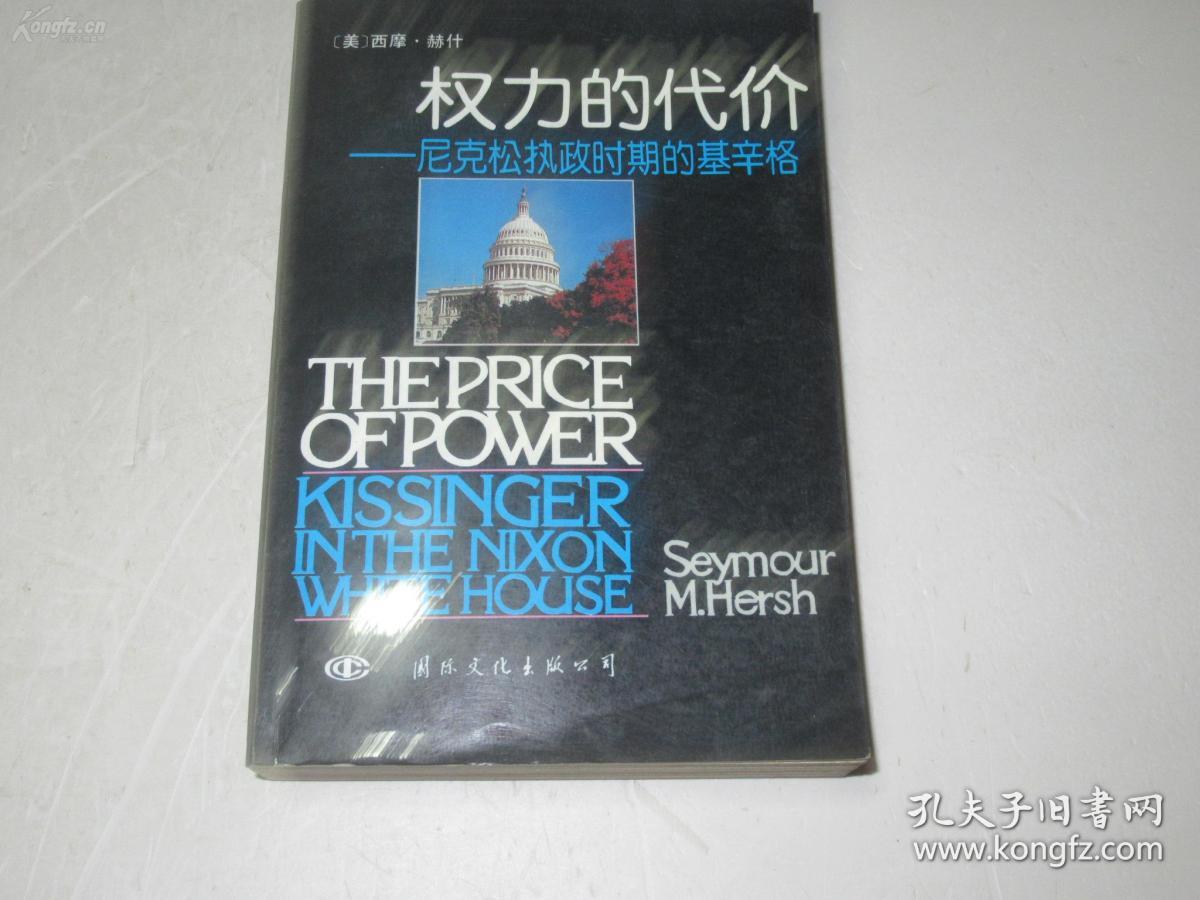 Kongfz.cn
〔美〕西摩·赫什
权力的代价
——尼克松执政时期的基辛格
THE PRICE
OF POWER
KISSINGER
IN THE NIXON
WHITE HOUSE
Seymour
M.Hersh
国际文化出版公司
孔夫子旧书网
www.kongfz.com